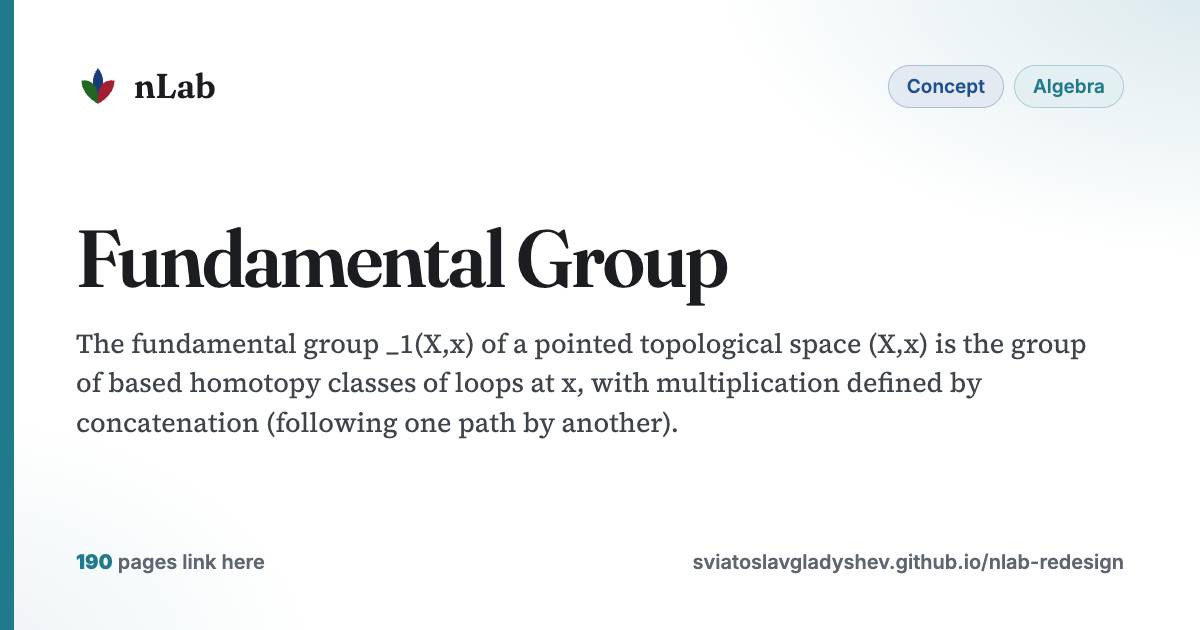 nLab
Concept
Algebra
Fundamental Group
The fundamental group _1(X,x) of a pointed topological space (X,x) is the group
of based homotopy classes of loops at x, with multiplication defined by
concatenation (following one path by another).
190 pages link here
sviatoslavgladyshev.github.io/nlab-redesign